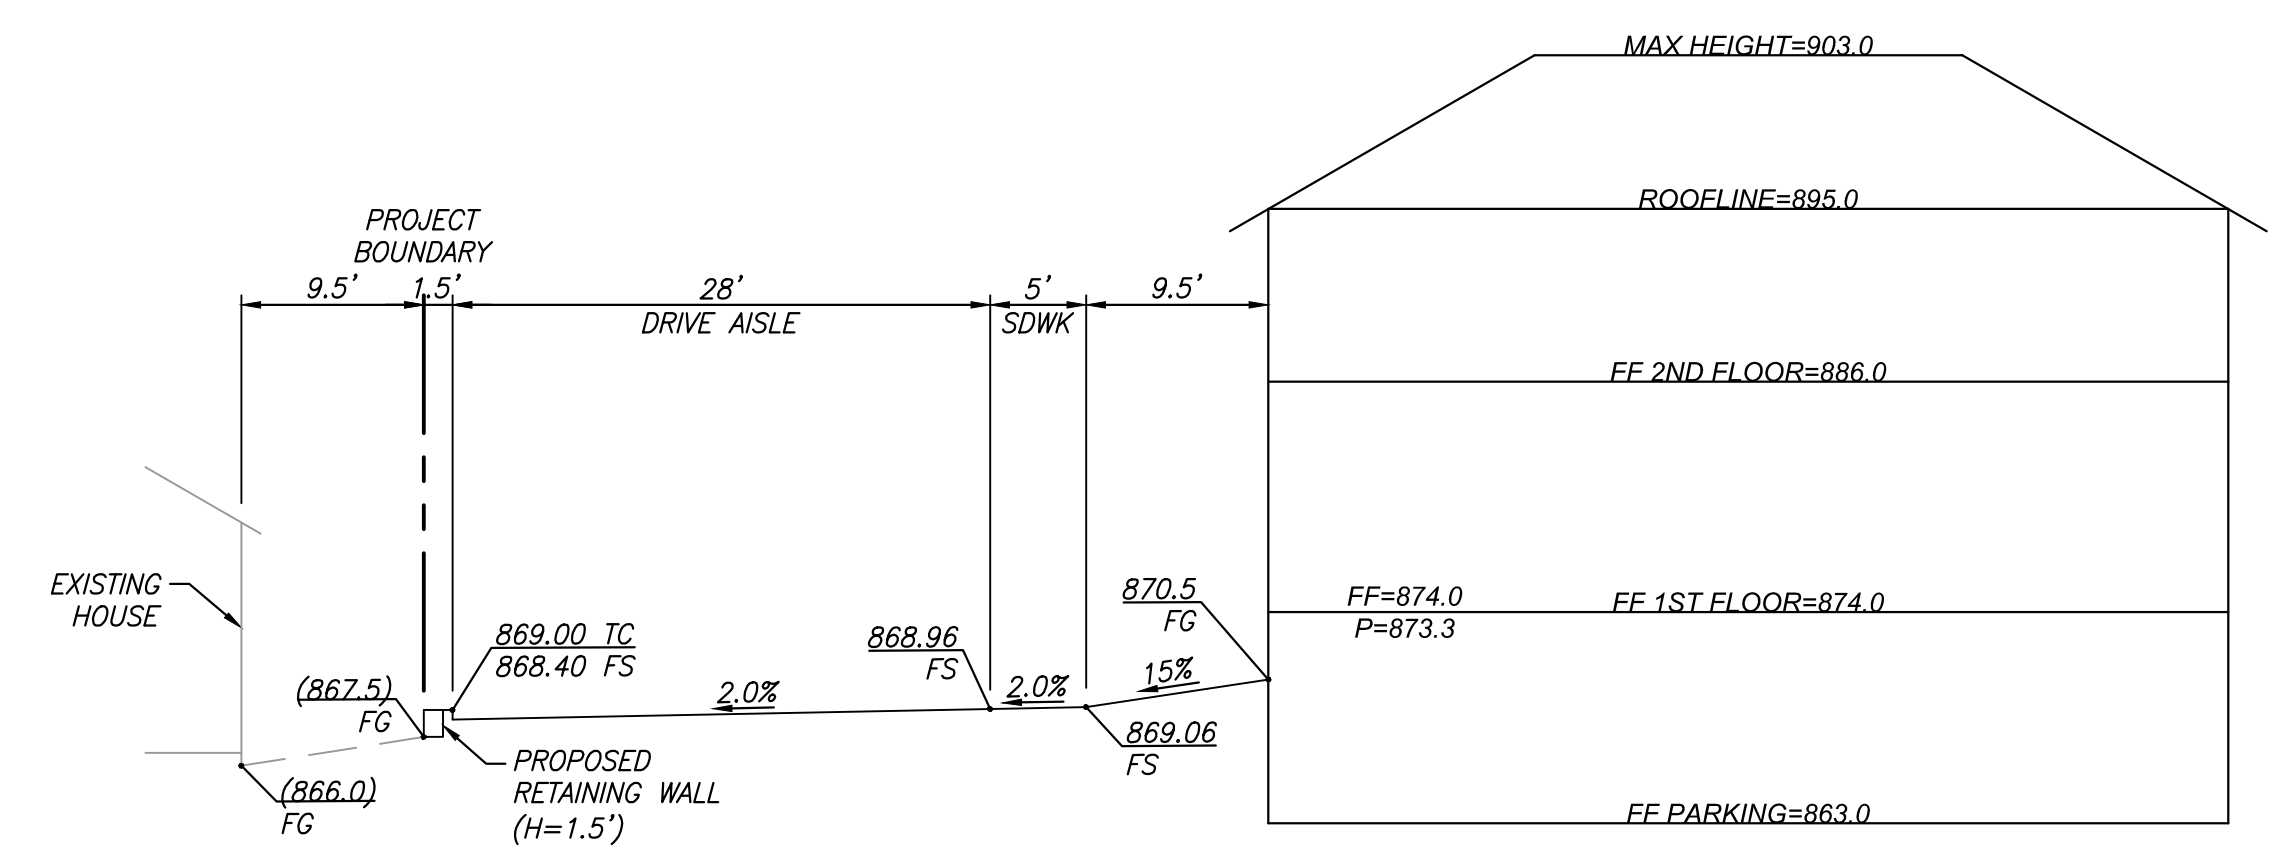 MAX HEIGHT=903.0
ROOFLINE=895.0
PROJECT
BOUNDARY
9.5'
1.5'
28'
5'
9.5'
DRIVE AISLE
SDWK
FF 2ND FLOOR=886.0
EXISTING
HOUSE
870.5
FG
FF=874.0
FF 1ST FLOOR=874.0
P=873.3
869.00 TC
868.40 FS
868.96
FS
15%
2.0%
2.0%
(867.5)
FG
869.06
FS
PROPOSED
RETAINING WALL
(H=1.5')
(866.0)
FG
FF PARKING=863.0